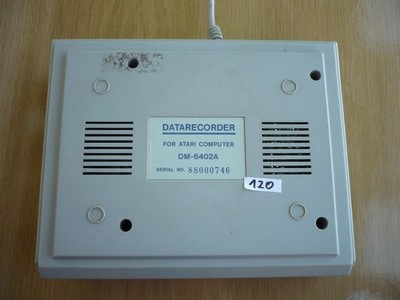 DATARECORDER
FOR ATARI COMPUTER
DM-6402A
SERIAL NO. 88000746
120